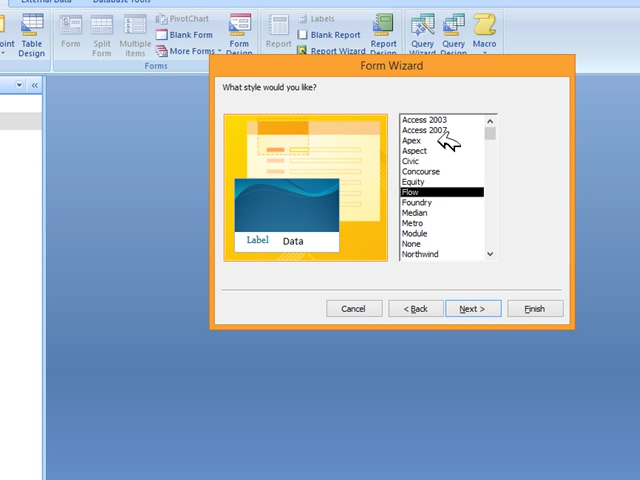 External Data Database Tools
PivotChart
Labels
Blank Form
Blank Report
More Forms
Report Wizard
Table
Design
Form
Split
Form
Multiple
Items
Form
Design
Report
Report
Design
Query
Wizard
Query
Design
Macro
Forms
Form Wizard
What style would you like?
Access 2003
Access 2007
Apex
Aspect
Civic
Concourse
Equity
Flow
Foundry
Median
Metro
Module
None
Northwind
Label Data
Cancel
< Back
Next >
Finish